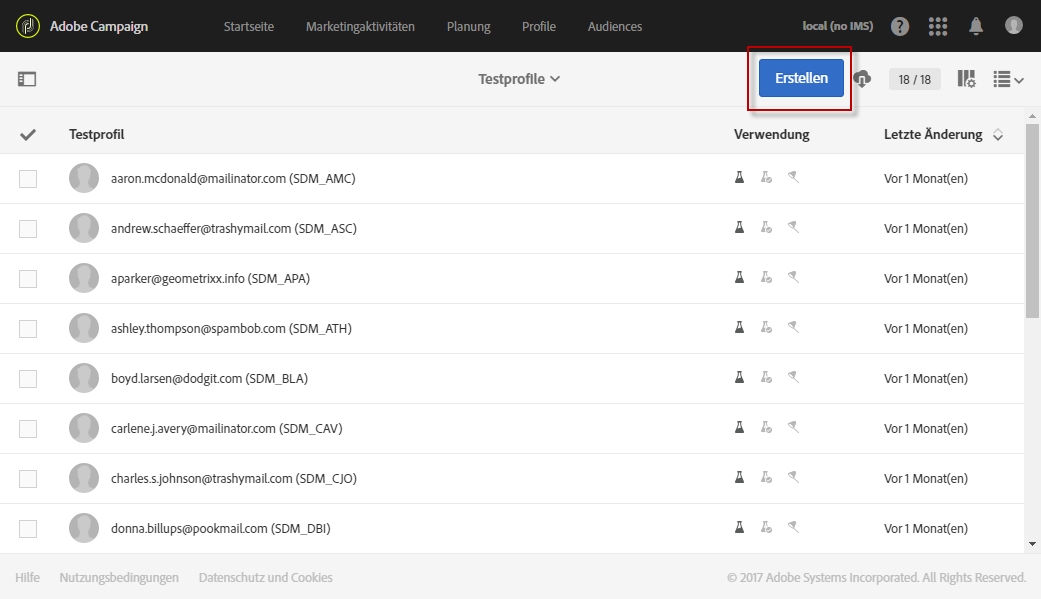 Adobe Campaign Startseite Marketingaktivitäten Planung Profile Audiences local (no IMS) ?
Testprofile Erstellen 18 / 18
Testprofil Verwendung Letzte Änderung
aaron.mcdonald@mailinator.com (SDM_AMC) Vor 1 Monat(en)
andrew.schaeffer@trashymail.com (SDM_ASC) Vor 1 Monat(en)
aparker@geometrixx.info (SDM_APA) Vor 1 Monat(en)
ashley.thompson@spambob.com (SDM_ATH) Vor 1 Monat(en)
boyd.larsen@dodgit.com (SDM_BLA) Vor 1 Monat(en)
carlene.j.avery@mailinator.com (SDM_CAV) Vor 1 Monat(en)
charles.s.johnson@trashymail.com (SDM_CJO) Vor 1 Monat(en)
donna.billups@pookmail.com (SDM_DBI) Vor 1 Monat(en)
Hilfe Nutzungsbedingungen Datenschutz und Cookies © 2017 Adobe Systems Incorporated. All Rights Reserved.